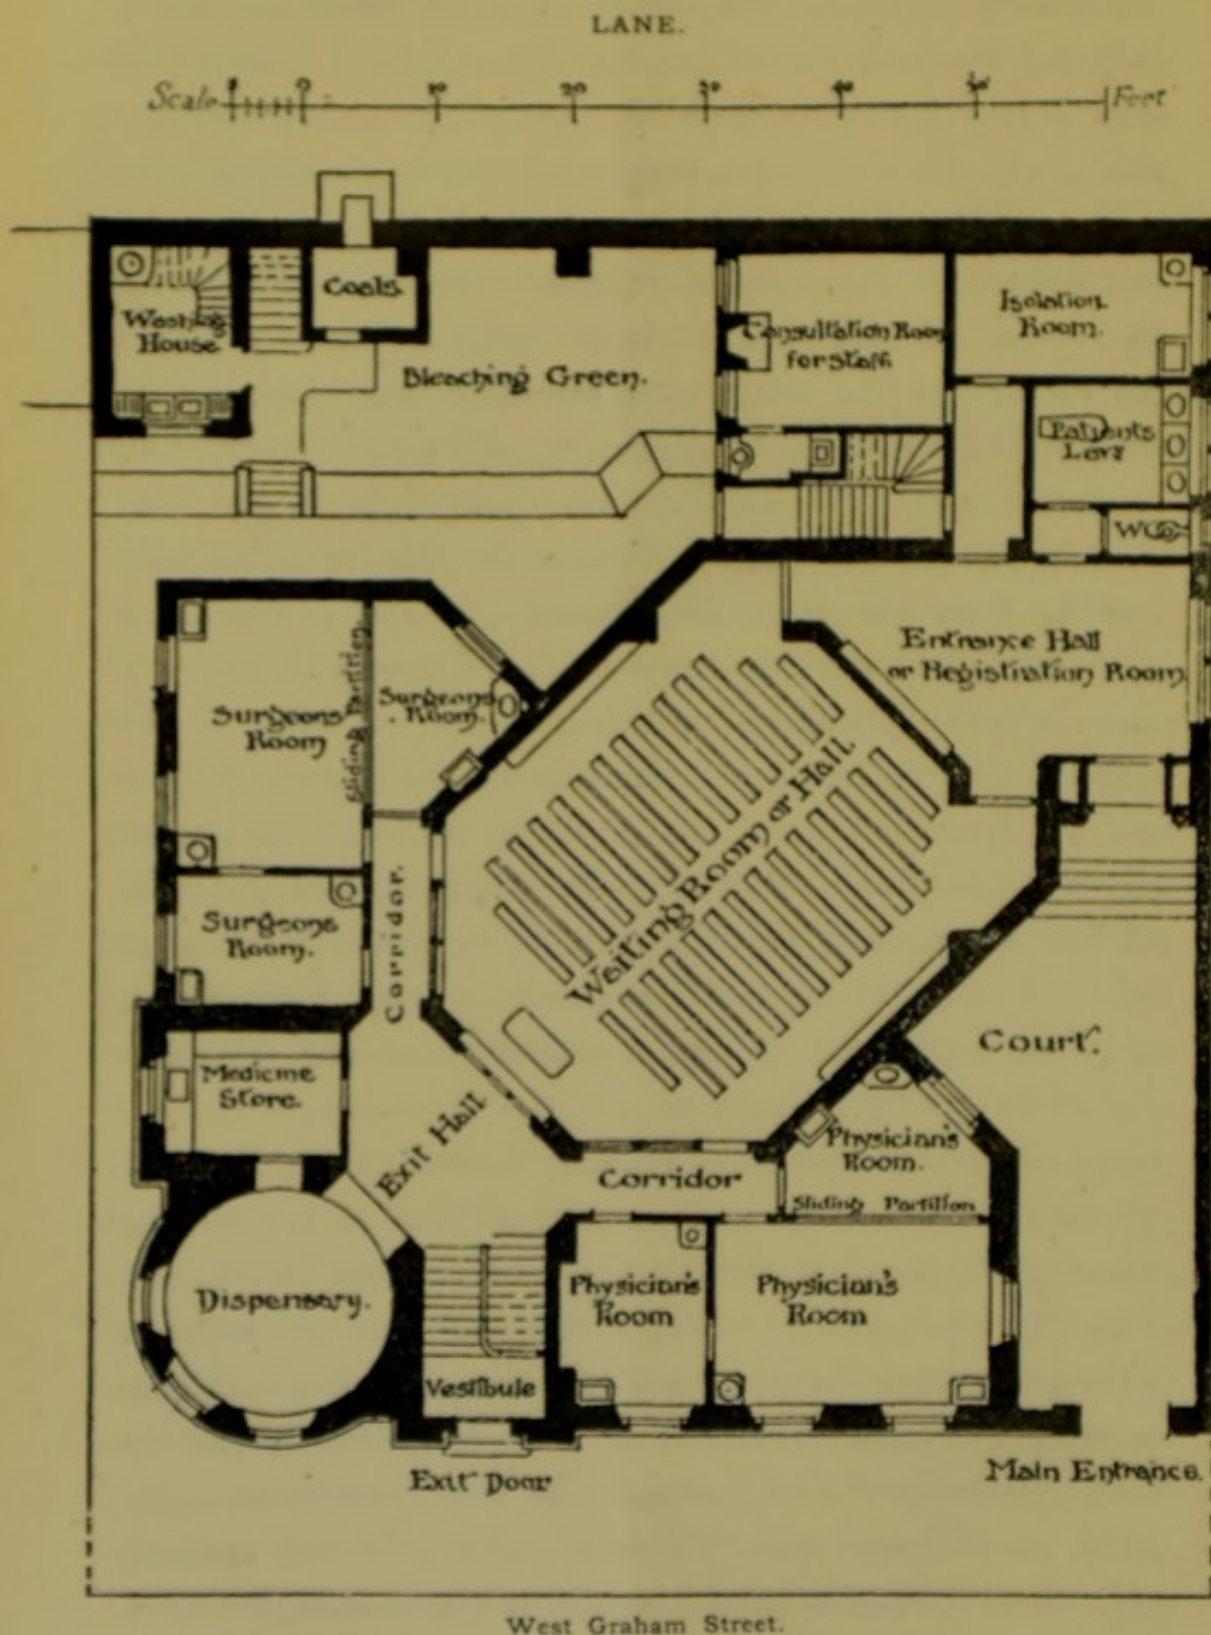 LANE.
Scale 5 0 10 20 30 40 50 Feet
Washing
House
Coals.
Bleaching Green.
Consultation Room
for staff
Isolation
Room.
Patients
Lavy
WC
Entrance Hall
or Registration Room
Surgeons
Room
Sliding Partition.
Surgeons
Room.
Waiting Room or Hall.
Corridor.
Surgeons
Room.
Court.
Medicine
Store.
Exit Hall
Physician's
Room.
Corridor
Sliding Partition
Dispensary.
Physician's
Room
Physician's
Room
Vestibule
Exit Door
Main Entrance.
West Graham Street.